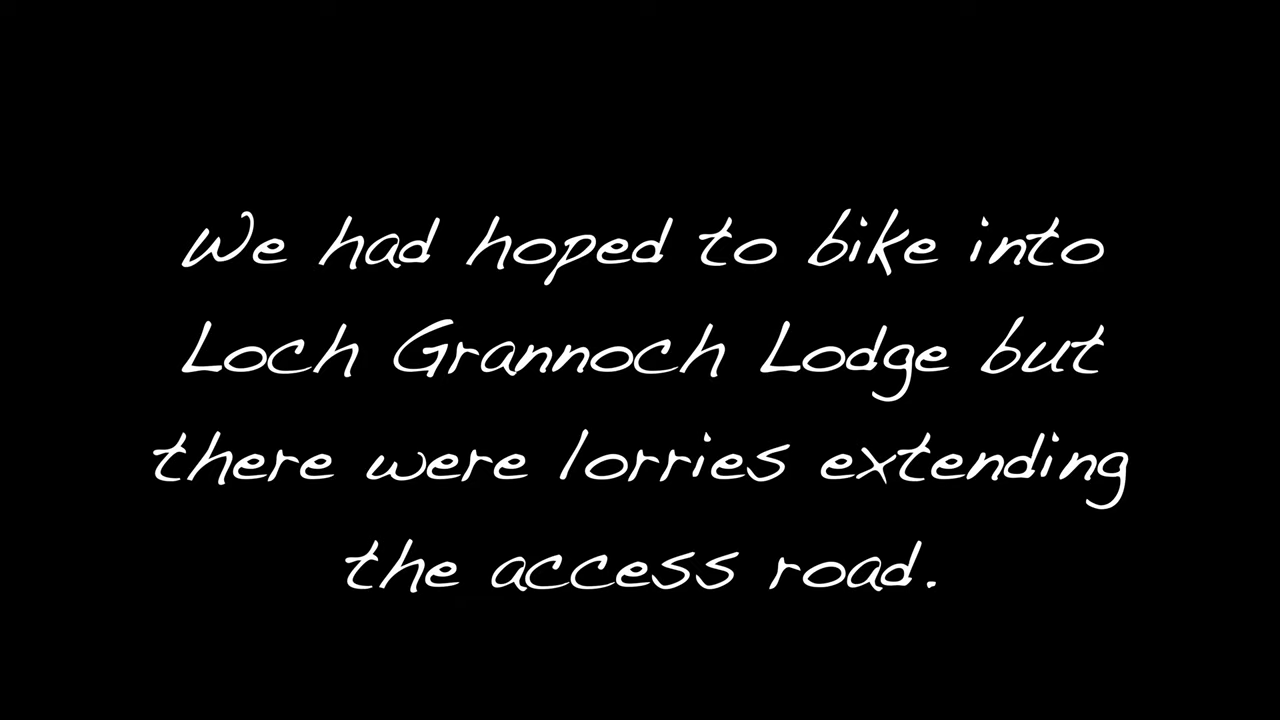 We had hoped to bike into
Loch Grannoch Lodge but
there were lorries extending
the access road.